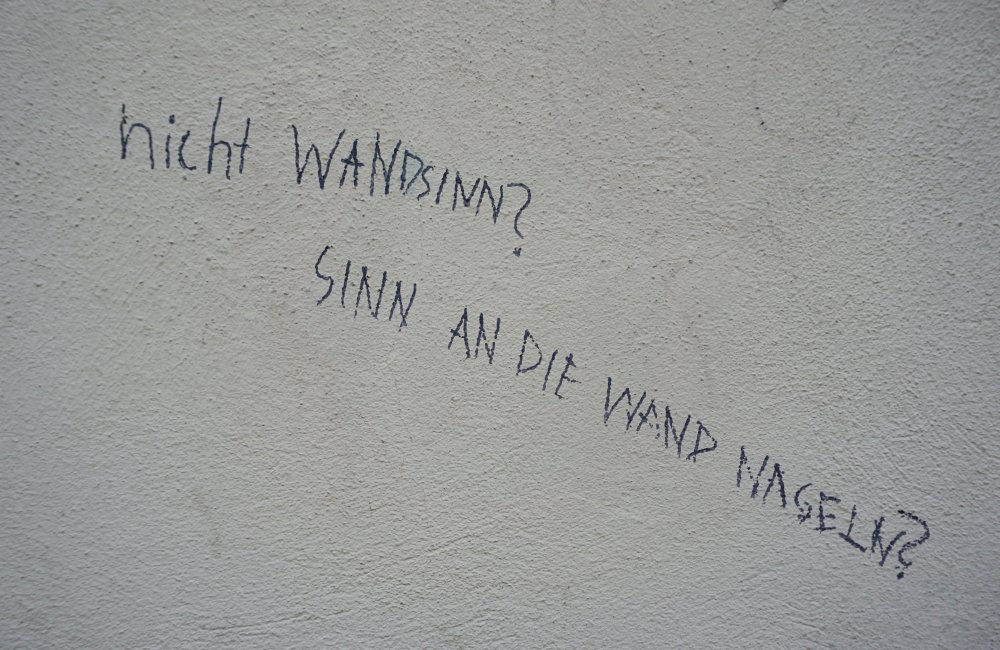 nicht WANDSINN?
SINN AN DIE WAND NAGELN?